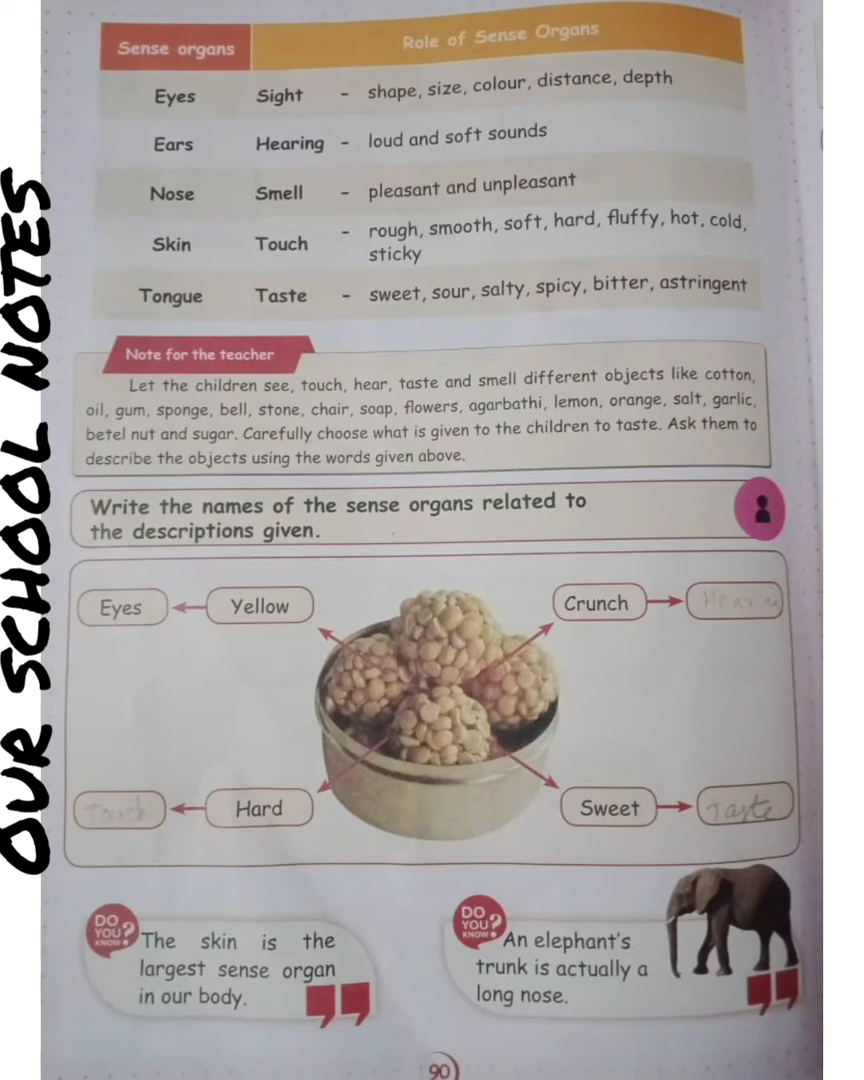 OUR SCHOOL NOTES
Sense organs Role of Sense Organs
Eyes Sight - shape, size, colour, distance, depth
Ears Hearing - loud and soft sounds
Nose Smell - pleasant and unpleasant
Skin Touch - rough, smooth, soft, hard, fluffy, hot, cold,
sticky
Tongue Taste - sweet, sour, salty, spicy, bitter, astringent
Note for the teacher
Let the children see, touch, hear, taste and smell different objects like cotton,
oil, gum, sponge, bell, stone, chair, soap, flowers, agarbathi, lemon, orange, salt, garlic,
betel nut and sugar. Carefully choose what is given to the children to taste. Ask them to
describe the objects using the words given above.
Write the names of the sense organs related to
the descriptions given.
Eyes Yellow Crunch
Touch Hard Sweet Taste
DO YOU KNOW?
The skin is the
largest sense organ
in our body.
DO YOU KNOW?
An elephant's
trunk is actually a
long nose.
90